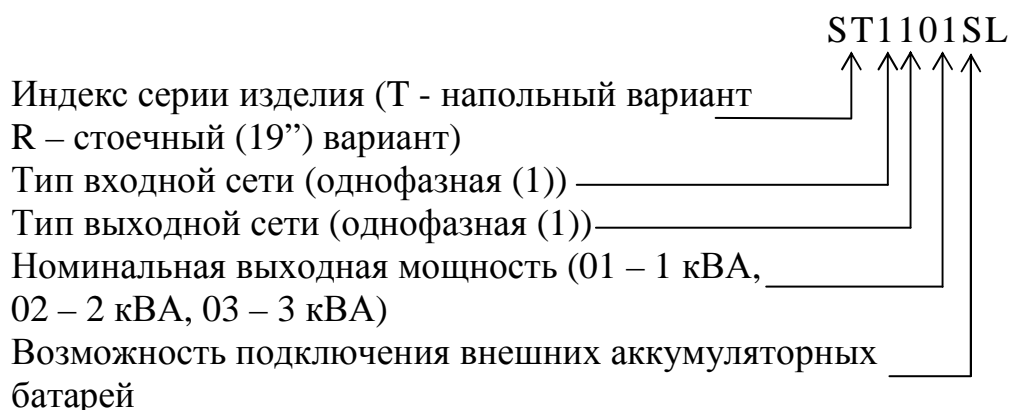 ST1101SL
Индекс серии изделия (Т - напольный вариант
R – стоечный (19”) вариант)
Тип входной сети (однофазная (1))
Тип выходной сети (однофазная (1))
Номинальная выходная мощность (01 – 1 кВА,
02 – 2 кВА, 03 – 3 кВА)
Возможность подключения внешних аккумуляторных
батарей